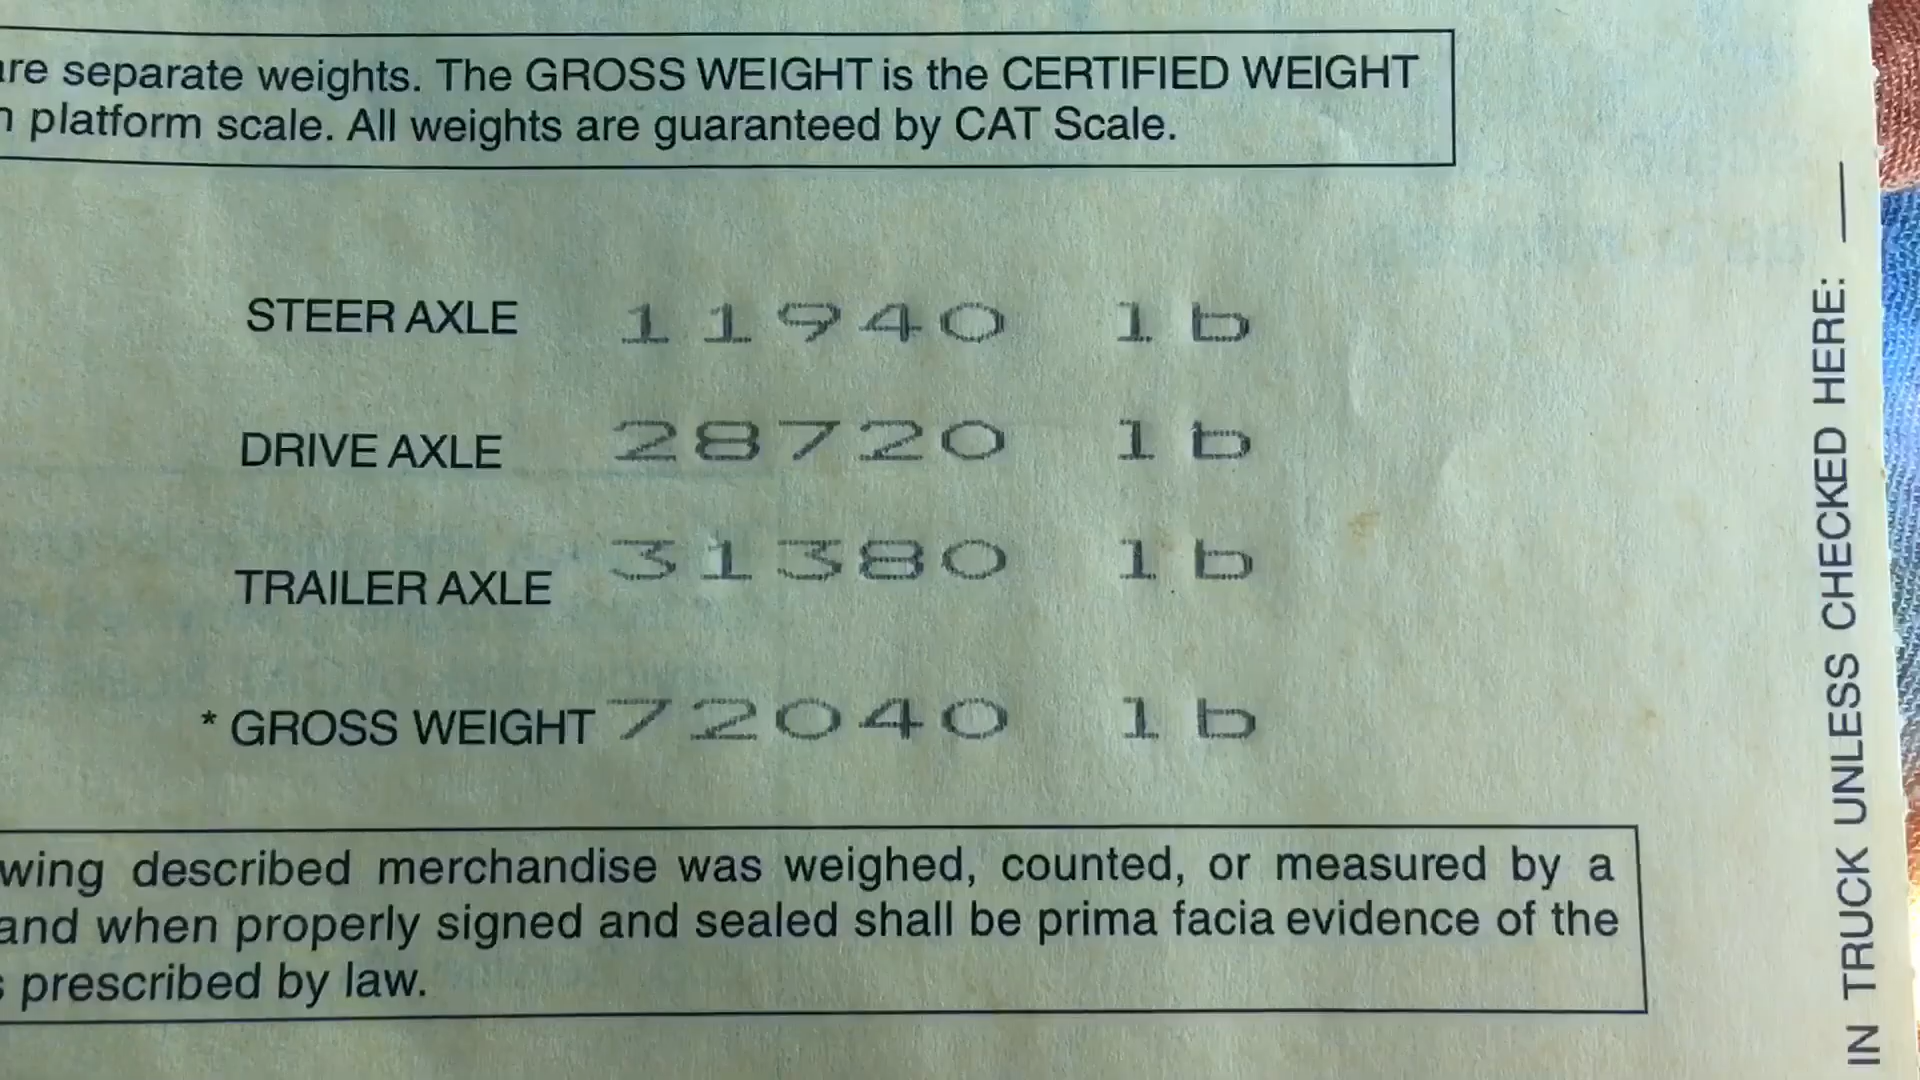 are separate weights. The GROSS WEIGHT is the CERTIFIED WEIGHT
platform scale. All weights are guaranteed by CAT Scale.
STEER AXLE 11940 lb
DRIVE AXLE 28720 lb
TRAILER AXLE 31380 lb
* GROSS WEIGHT 72040 lb
wing described merchandise was weighed, counted, or measured by a
and when properly signed and sealed shall be prima facia evidence of the
prescribed by law.
IN TRUCK UNLESS CHECKED HERE: __